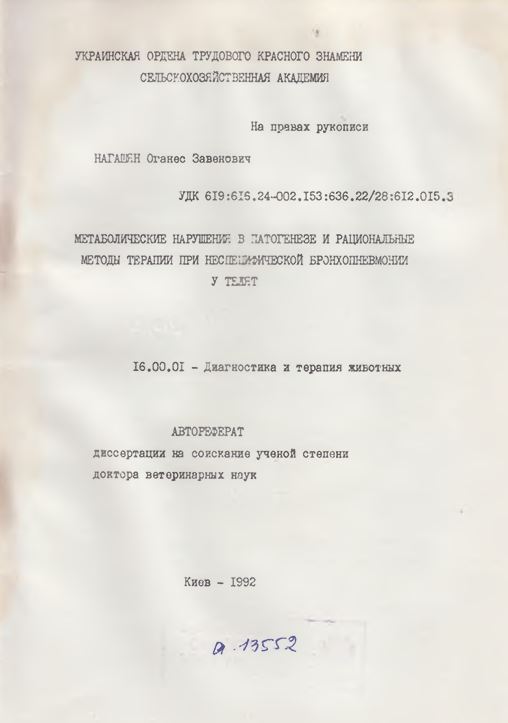 УКРАИНСКАЯ ОРДЕНА ТРУДОВОГО КРАСНОГО ЗНАМЕНИ
СЕЛЬСКОХОЗЯЙСТВЕННАЯ АКАДЕМИЯ
На правах рукописи
НАГАШЯН Оганес Завенович
УДК 619:616.24-002.153:636.22/28:612.015.3
МЕТАБОЛИЧЕСКИЕ НАРУШЕНИЯ В ПАТОГЕНЕЗЕ И РАЦИОНАЛЬНЫЕ
МЕТОДЫ ТЕРАПИИ ПРИ НЕСПЕЦИФИЧЕСКОЙ БРОНХОПНЕВМОНИИ
У ТЕЛЯТ
16.00.01 - Диагностика и терапия животных
АВТОРЕФЕРАТ
диссертации на соискание ученой степени
доктора ветеринарных наук
Киев - 1992
13552